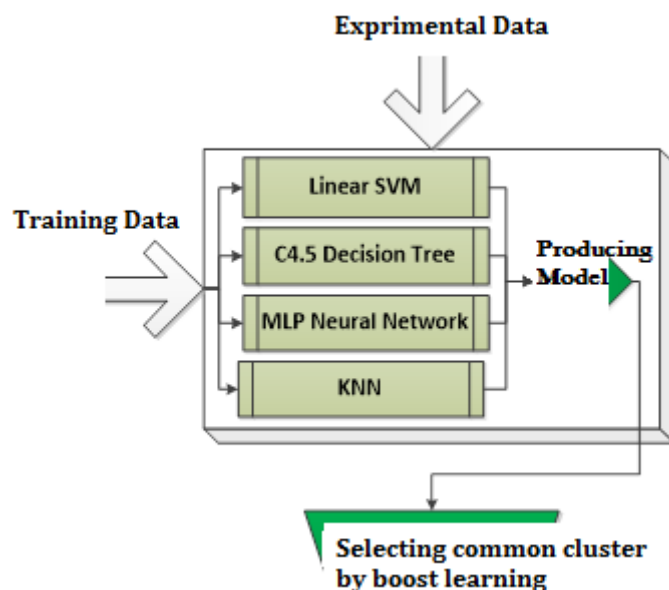 Exprimental Data
Linear SVM
Training Data
C4.5 Decision Tree
Producing
Model
MLP Neural Network
KNN
Selecting common cluster
by boost learning